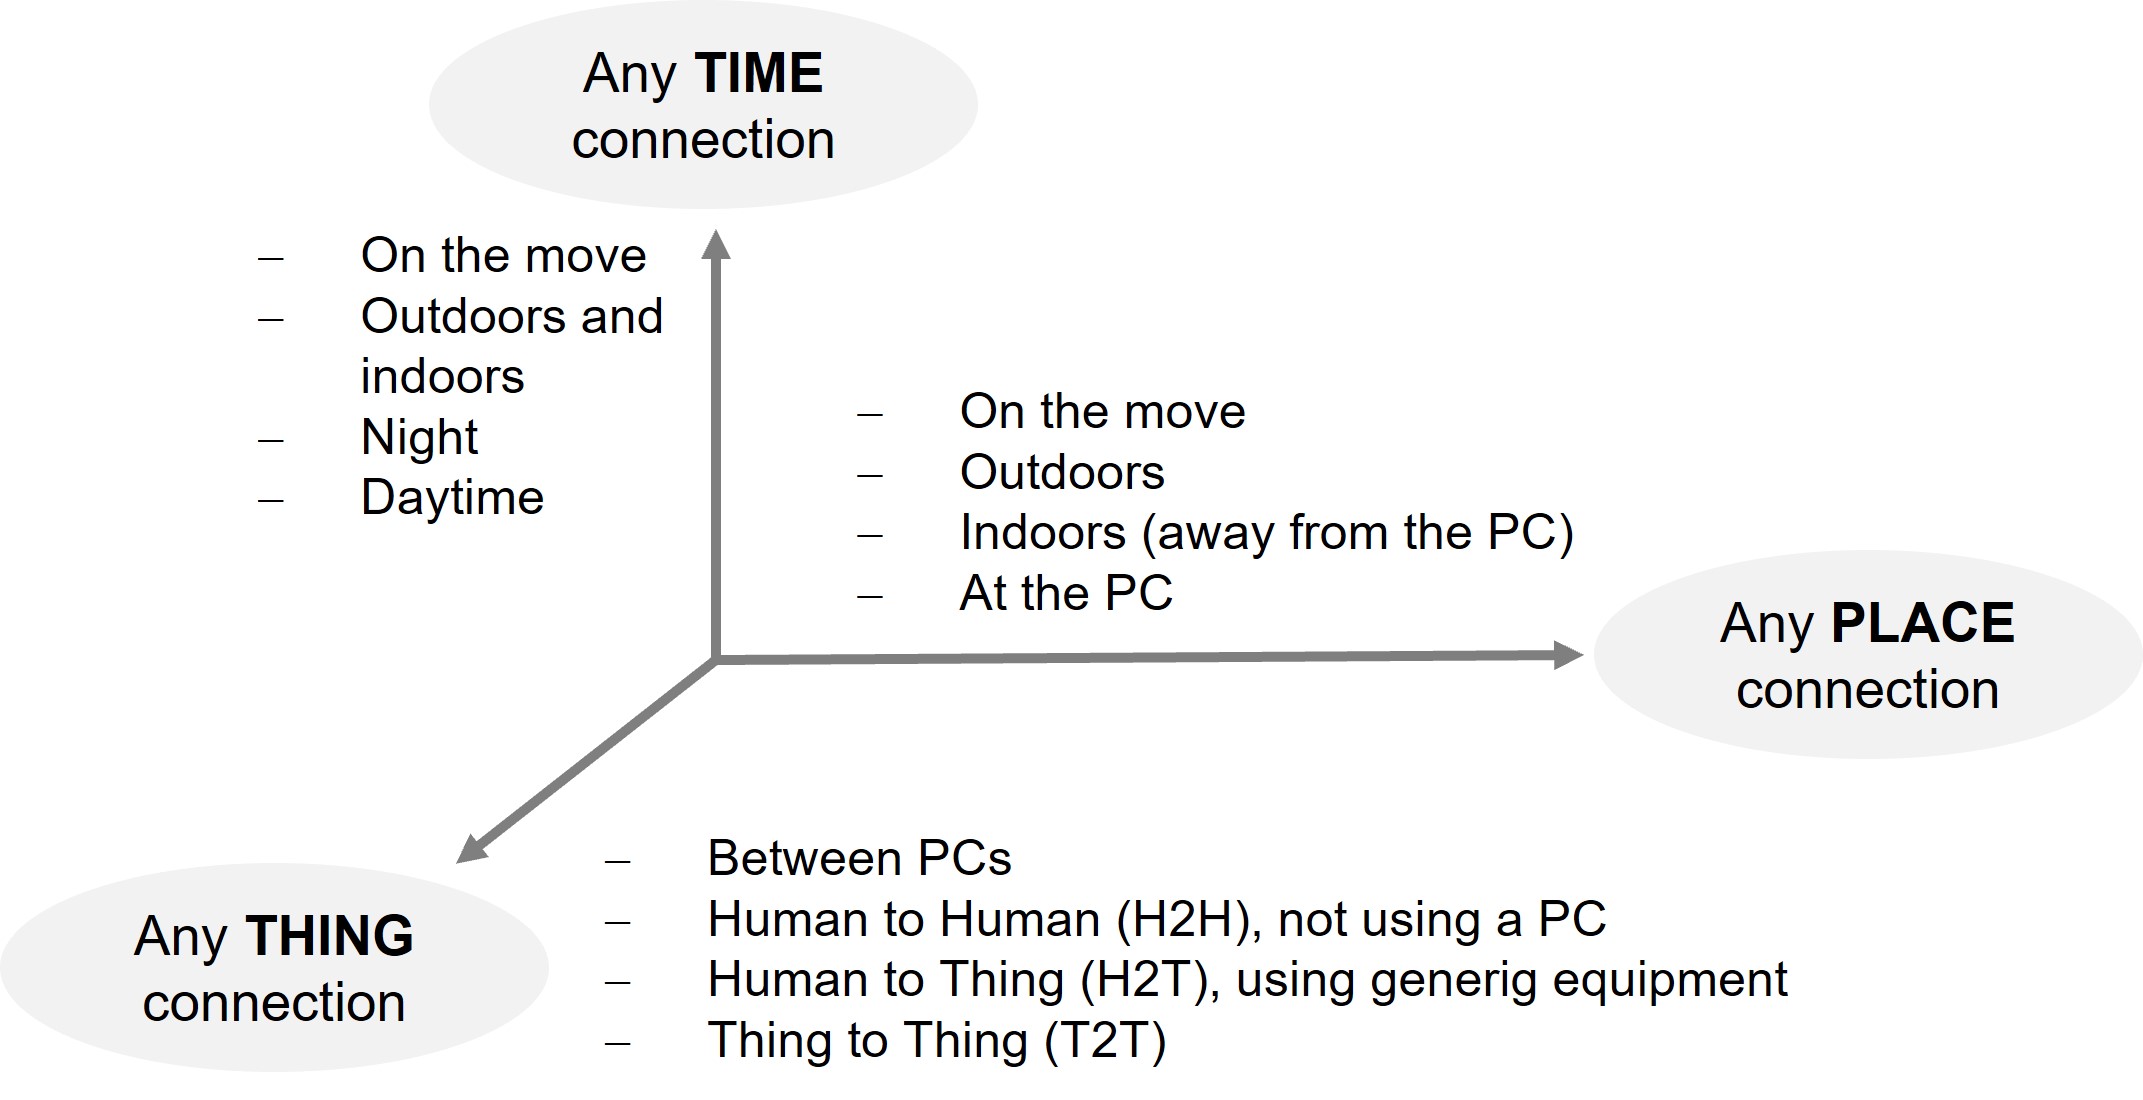 Any TIME
connection
– On the move
– Outdoors and
indoors
– Night
– Daytime
– On the move
– Outdoors
– Indoors (away from the PC)
– At the PC
Any PLACE
connection
Any THING
connection
– Between PCs
– Human to Human (H2H), not using a PC
– Human to Thing (H2T), using generig equipment
– Thing to Thing (T2T)